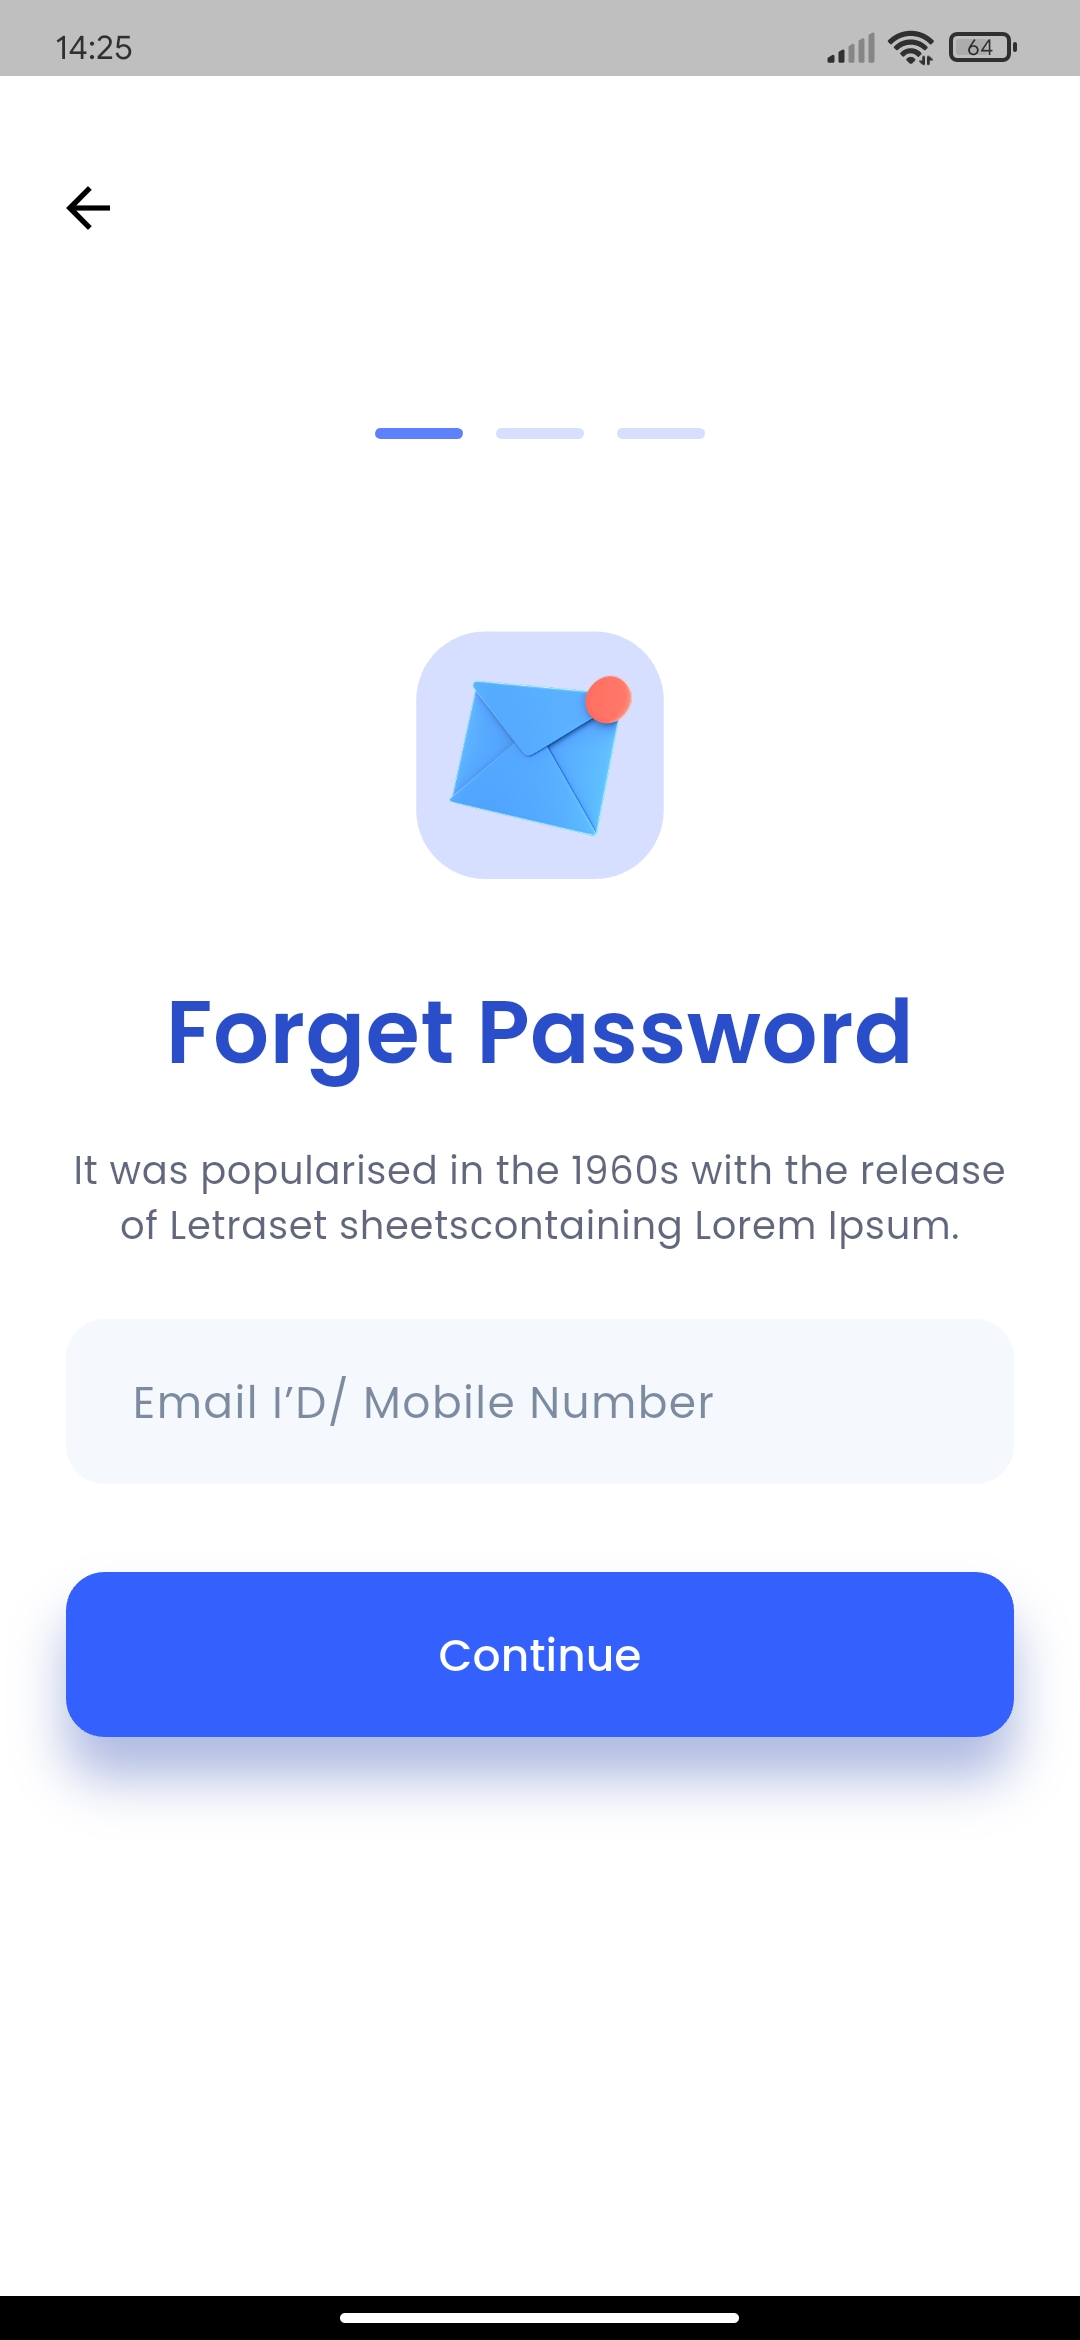 14:25
64
Forget Password
It was popularised in the 1960s with the release
of Letraset sheetscontaining Lorem Ipsum.
Email I’D/ Mobile Number
Continue